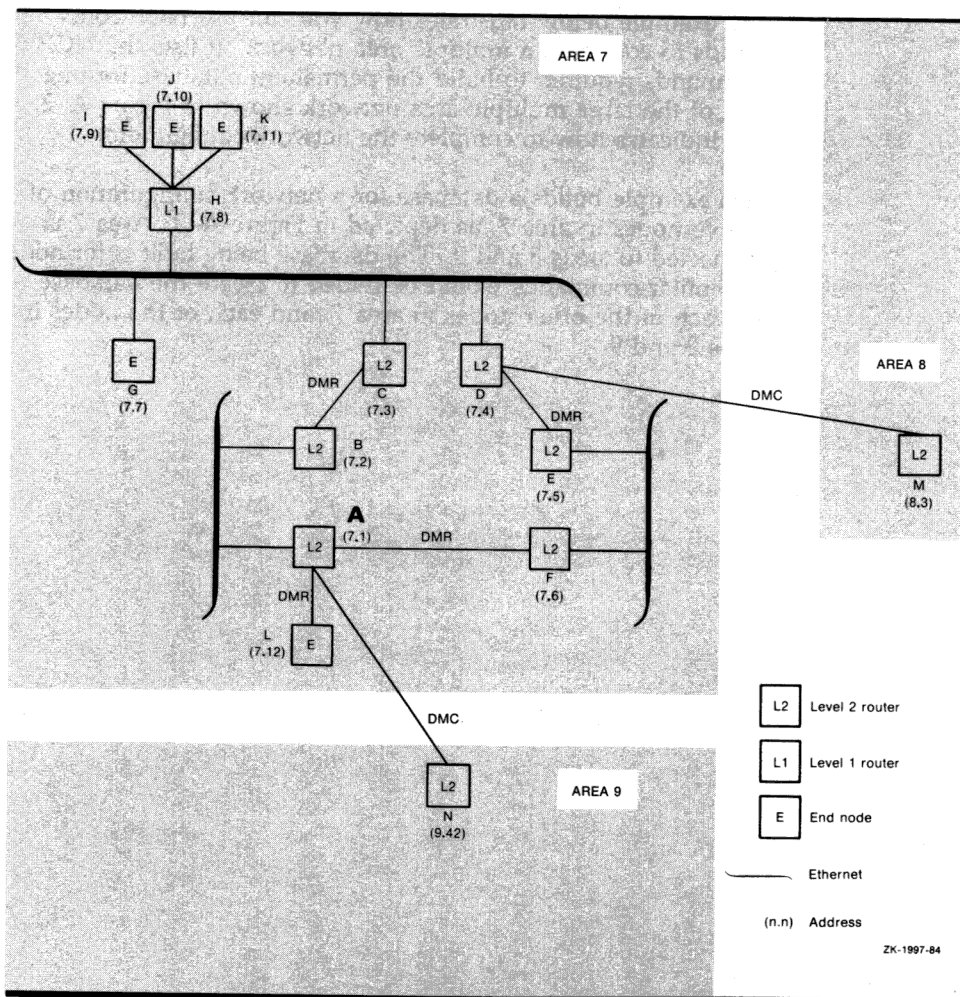 AREA 7
J
(7.10)
I
(7.9)
E
E
E
K
(7.11)
L1
H
(7.8)
E
G
(7.7)
L2
C
(7.3)
DMR
L2
D
(7.4)
DMR
DMC
AREA 8
L2
M
(8.3)
L2
B
(7.2)
L2
E
(7.5)
A
(7.1)
L2
DMR
L2
F
(7.6)
DMR
L
(7.12)
E
DMC
L2
N
(9.42)
AREA 9
L2 Level 2 router
L1 Level 1 router
E End node
Ethernet
(n.n) Address
ZK-1997-84